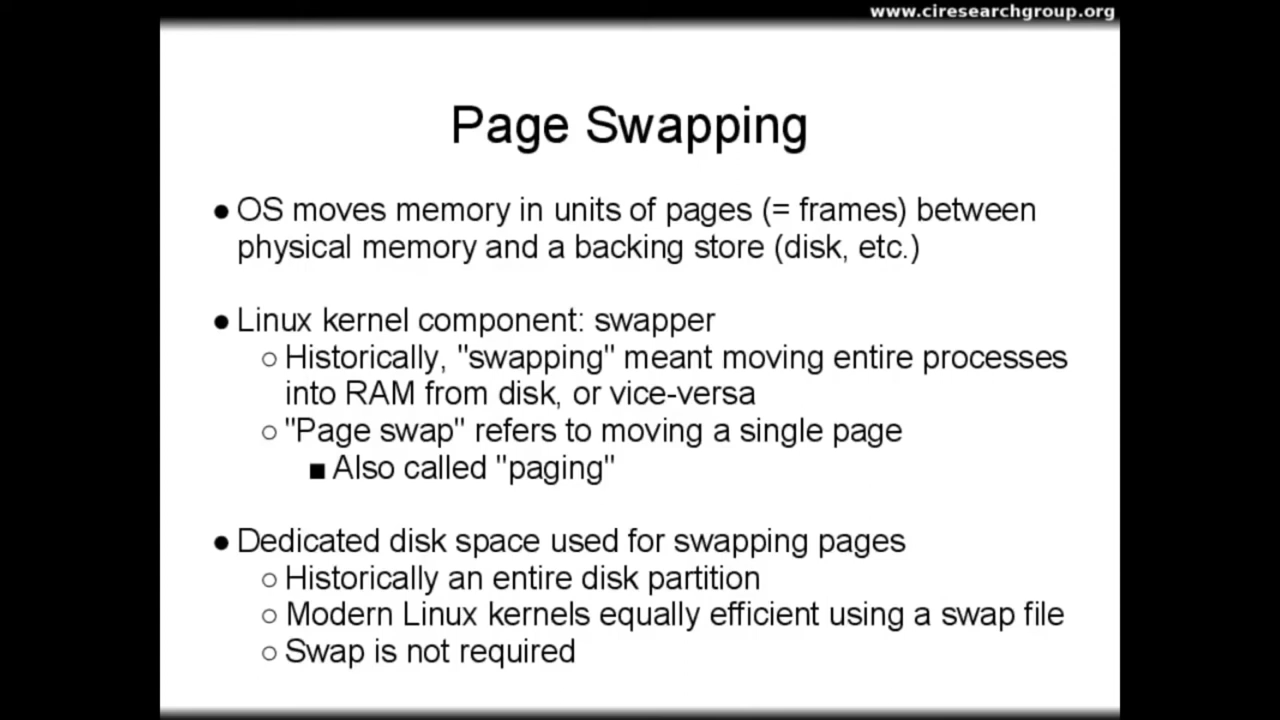 www.ciresearchgroup.org
Page Swapping
● OS moves memory in units of pages (= frames) between
physical memory and a backing store (disk, etc.)
● Linux kernel component: swapper
○ Historically, "swapping" meant moving entire processes
into RAM from disk, or vice-versa
○ "Page swap" refers to moving a single page
■ Also called "paging"
● Dedicated disk space used for swapping pages
○ Historically an entire disk partition
○ Modern Linux kernels equally efficient using a swap file
○ Swap is not required